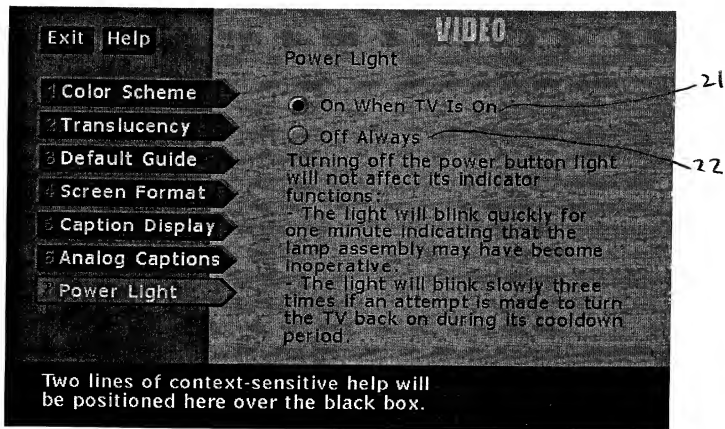 VIDEO
Exit Help
Power Light
1 Color Scheme
2 Translucency
3 Default Guide
4 Screen Format
5 Caption Display
6 Analog Captions
7 Power Light
On When TV Is On
21
Off Always
22
Turning off the power button light
will not affect its indicator
functions:
- The light will blink quickly for
one minute indicating that the
lamp assembly may have become
inoperative.
- The light will blink slowly three
times if an attempt is made to turn
the TV back on during its cooldown
period.
Two lines of context-sensitive help will
be positioned here over the black box.